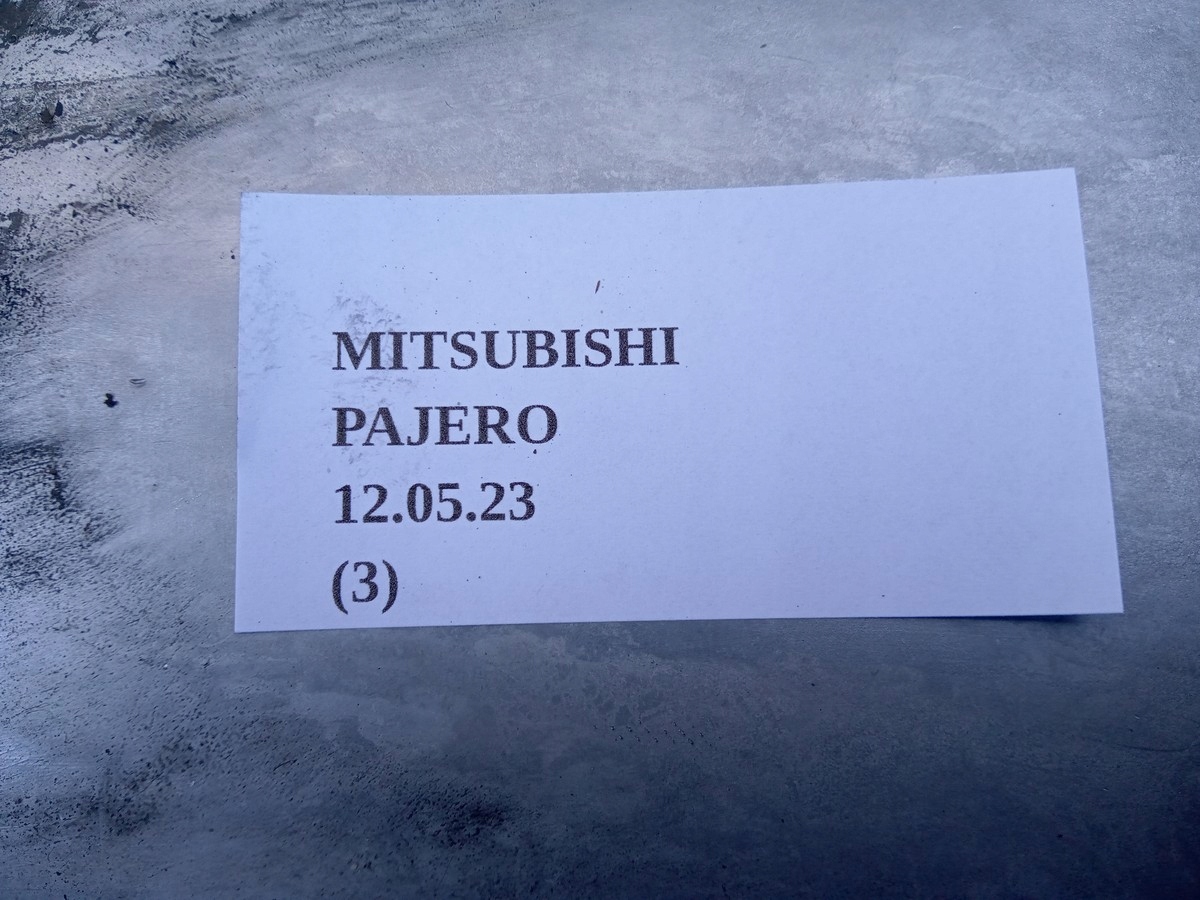 MITSUBISHI
PAJERO
12.05.23
(3)